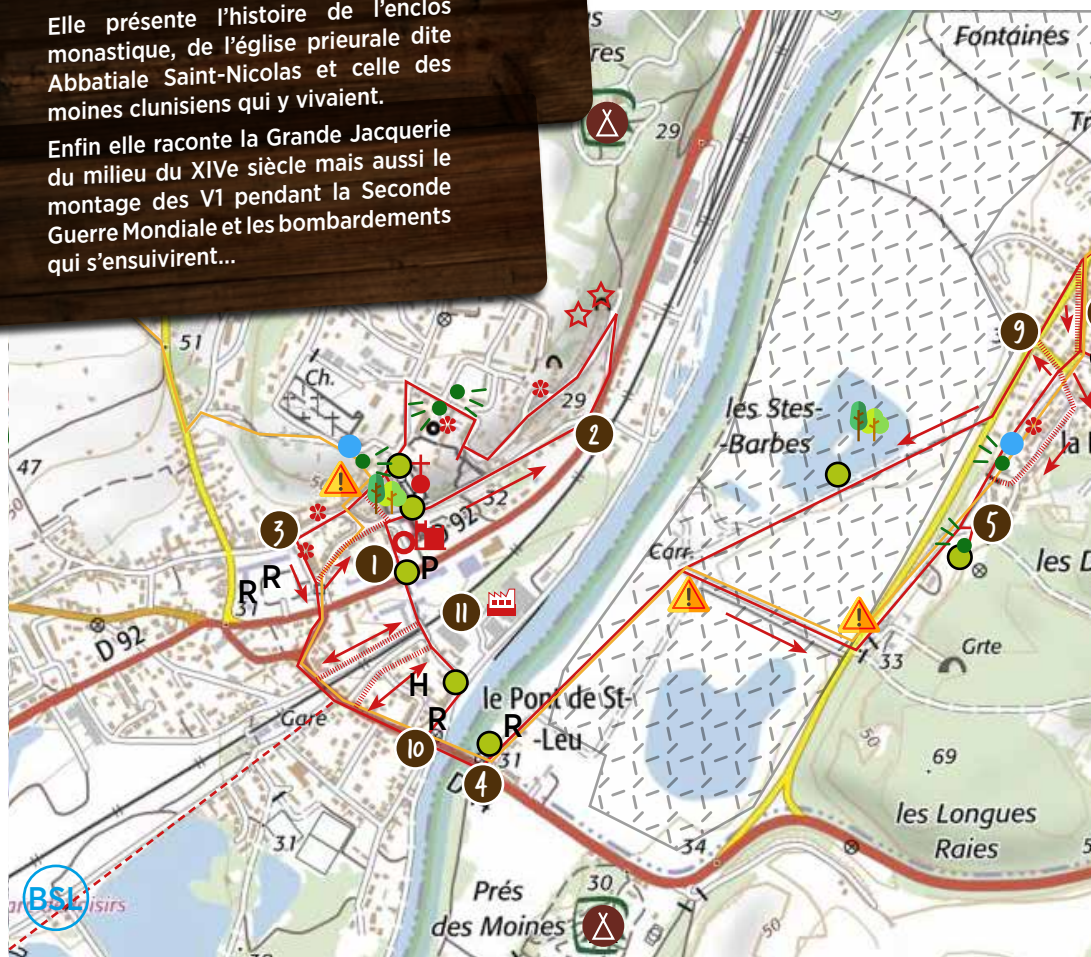 Elle présente l'histoire de l'enclos
monastique, de l'église prieurale dite
Abbatiale Saint-Nicolas et celle des
moines clunisiens qui y vivaient.
Enfin elle raconte la Grande Jacquerie
du milieu du XIVe siècle mais aussi le
montage des V1 pendant la Seconde
Guerre Mondiale et les bombardements
qui s'ensuivirent...
Fontaines
29
51
Ch.
9
29
2
les Stes-
-Barbes
47
32
3
D 92
5
1
P
Carr.
les D
R
R
11
D 92
33
Grte
H
le Pont de St-
-Leu
R
R
Gare
10
31
4
50
69
les Longues
Raies
31
34
30
Prés
des Moines
50
BSL